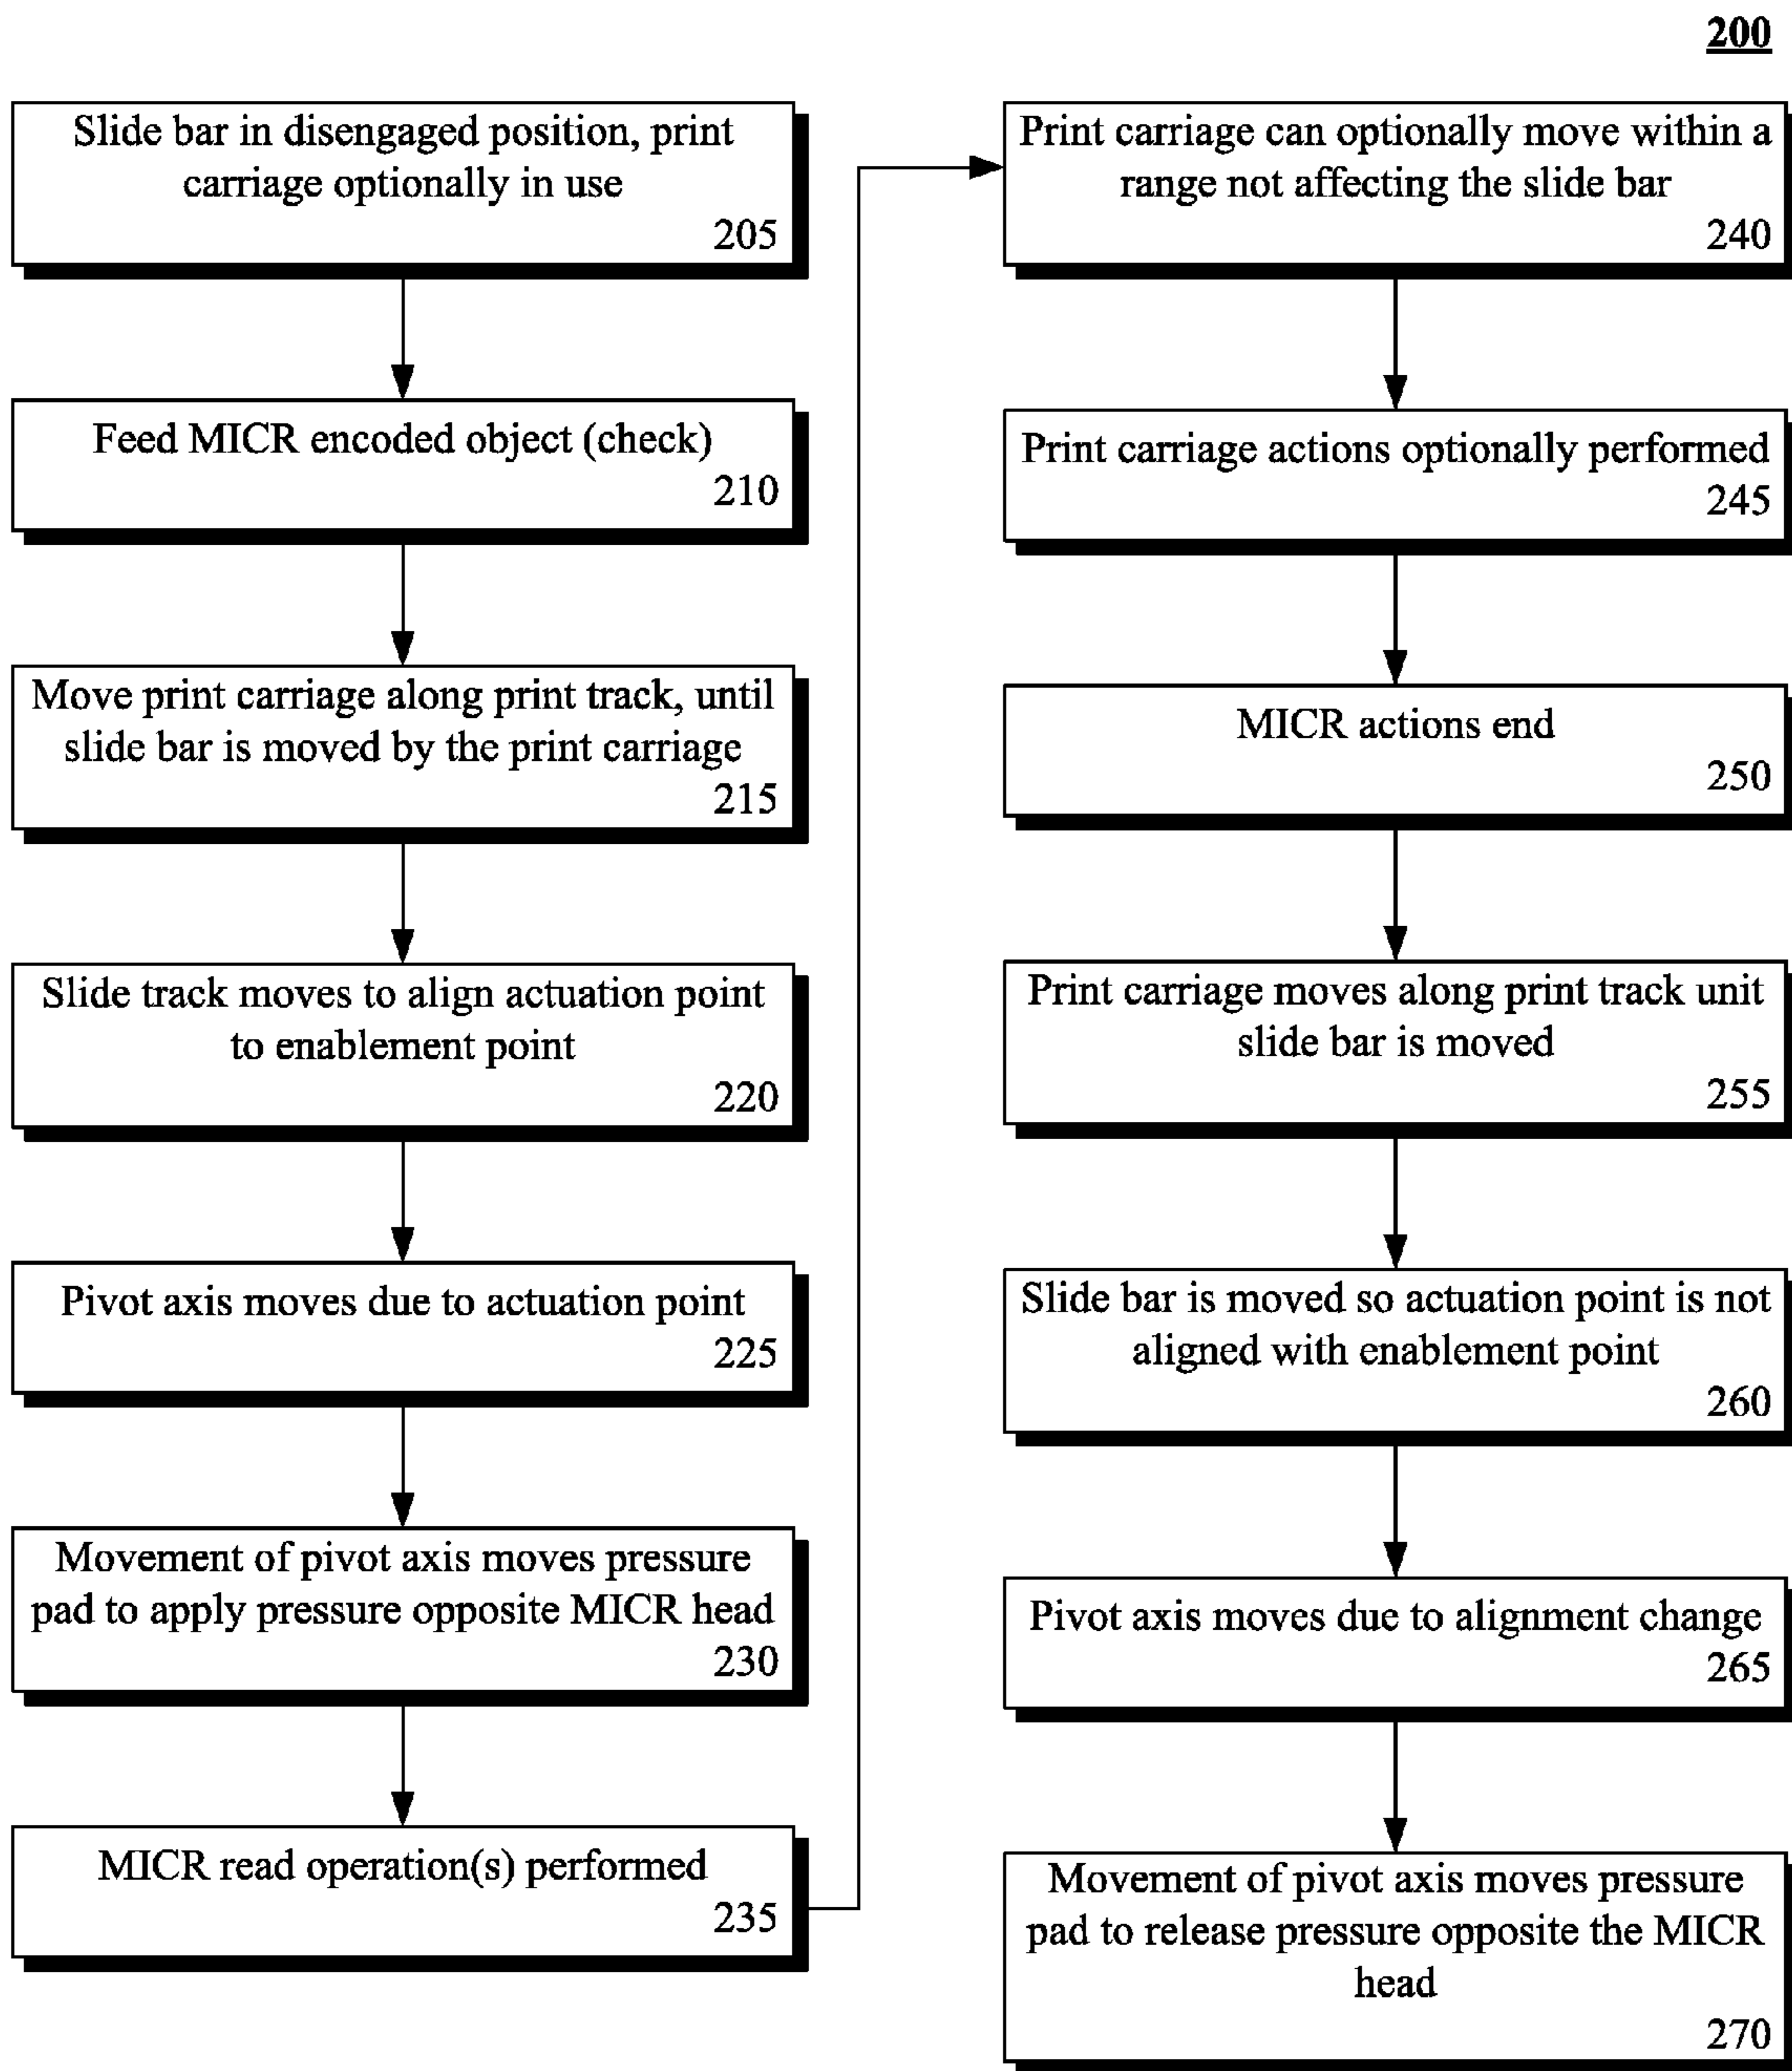 200
Slide bar in disengaged position, print
carriage optionally in use
205
Feed MICR encoded object (check)
210
Move print carriage along print track, until
slide bar is moved by the print carriage
215
Slide track moves to align actuation point
to enablement point
220
Pivot axis moves due to actuation point
225
Movement of pivot axis moves pressure
pad to apply pressure opposite MICR head
230
MICR read operation(s) performed
235
Print carriage can optionally move within a
range not affecting the slide bar
240
Print carriage actions optionally performed
245
MICR actions end
250
Print carriage moves along print track unit
slide bar is moved
255
Slide bar is moved so actuation point is not
aligned with enablement point
260
Pivot axis moves due to alignment change
265
Movement of pivot axis moves pressure
pad to release pressure opposite the MICR
head
270